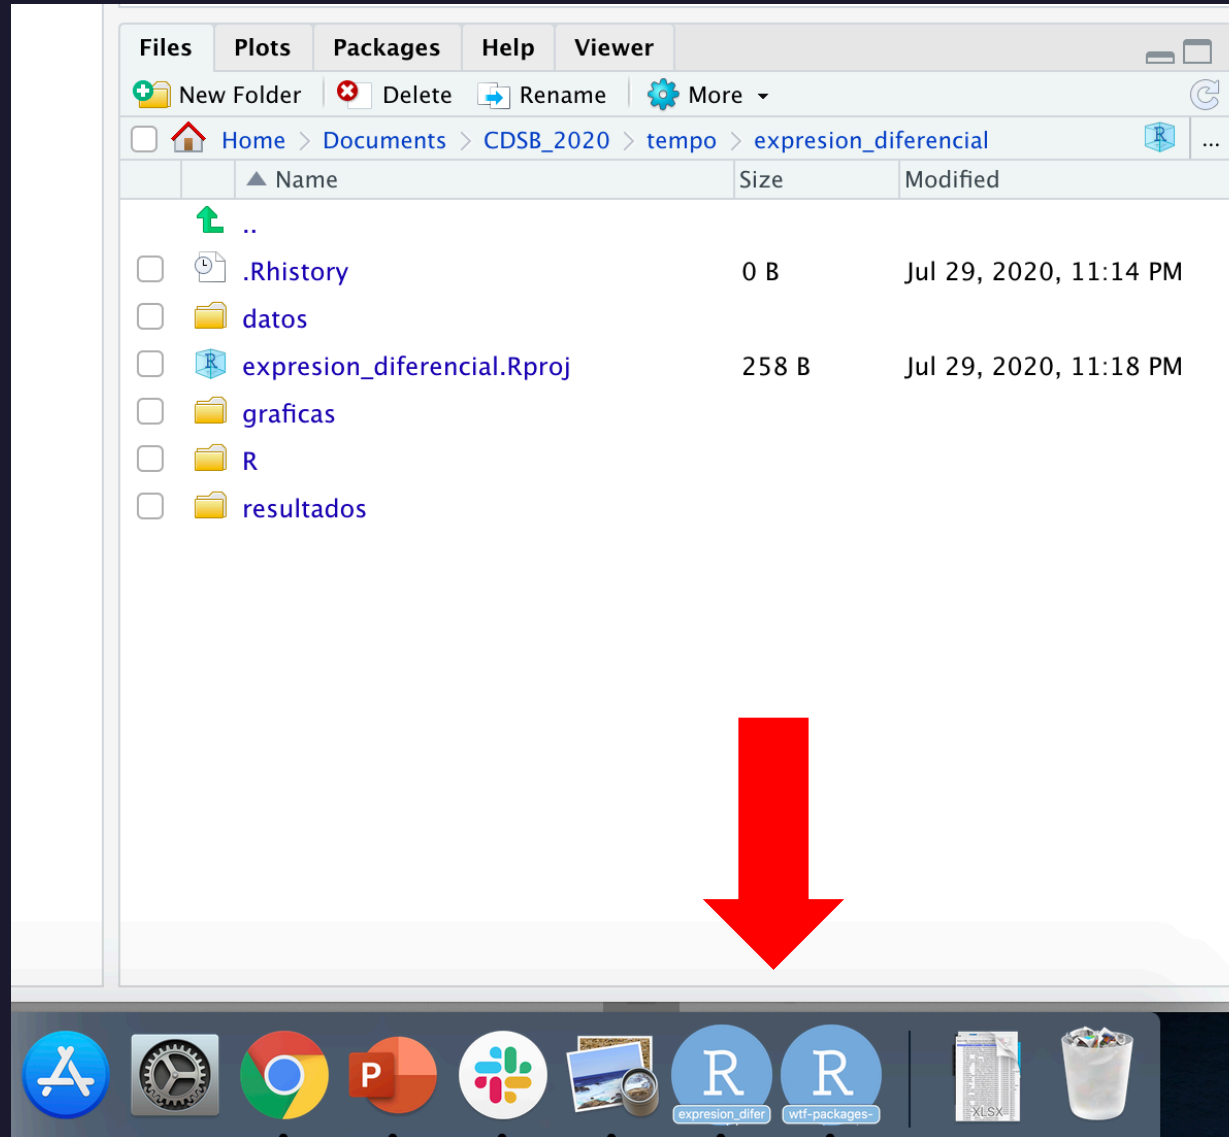 Files Plots Packages Help Viewer
New Folder Delete Rename More
Home > Documents > CDSB_2020 > tempo > expresion_diferencial R ...
Name Size Modified
..
.Rhistory 0 B Jul 29, 2020, 11:14 PM
datos
R expresion_diferencial.Rproj 258 B Jul 29, 2020, 11:18 PM
graficas
R
resultados
P R R
expresion_difer wtf-packages- XLSX